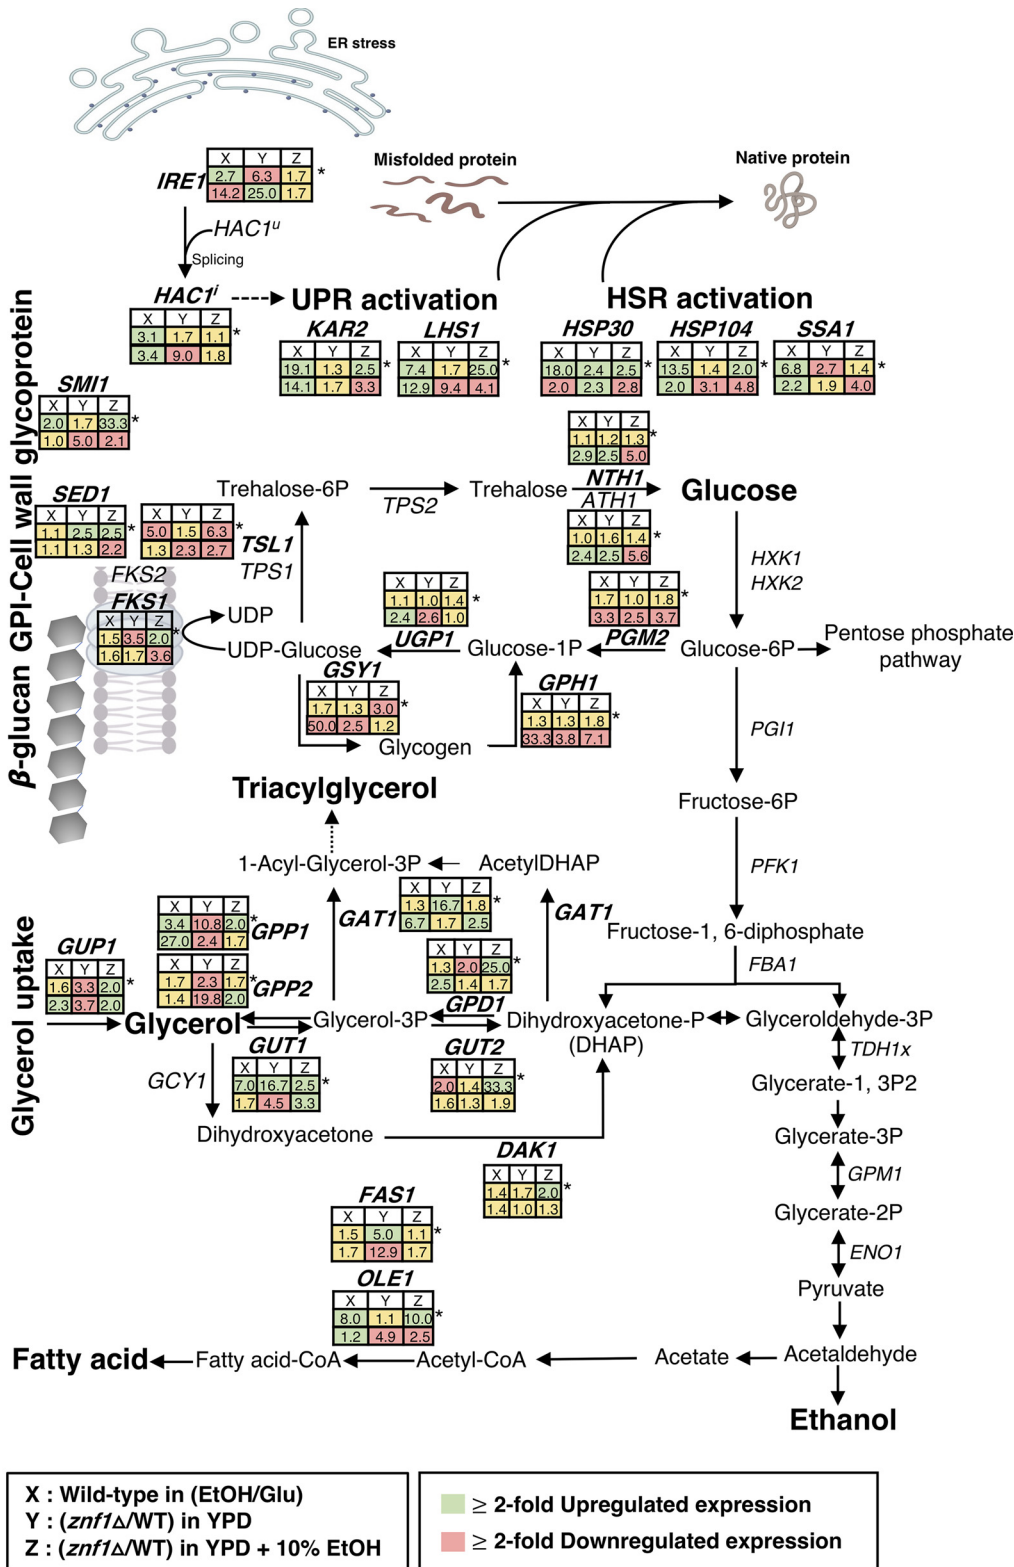 ER stress
X Y Z
2.7 6.3 1.7 *
14.2 25.0 1.7
IRE1
Misfolded protein
Native protein
HAC1ᵘ
Splicing
HAC1ⁱ
X Y Z
3.1 1.7 1.1 *
3.4 9.0 1.8
UPR activation
HSR activation
KAR2
X Y Z
19.1 1.3 2.5 *
14.1 1.7 3.3
LHS1
X Y Z
7.4 1.7 25.0 *
12.9 9.4 4.1
HSP30
X Y Z
18.0 2.4 2.5 *
2.0 2.3 2.8
HSP104
X Y Z
13.5 1.4 2.0 *
2.0 3.1 4.8
SSA1
X Y Z
6.8 2.7 1.4 *
2.2 1.9 4.0
β-glucan GPI-Cell wall glycoprotein
SMI1
X Y Z
2.0 1.7 33.3 *
1.0 5.0 2.1
SED1
X Y Z
1.1 2.5 2.5 *
1.1 1.3 2.2
X Y Z
5.0 1.5 6.3 *
1.3 2.3 2.7
TSL1
TPS1
Trehalose-6P
TPS2
Trehalose
X Y Z
1.1 1.2 1.3 *
2.9 2.5 5.0
NTH1
ATH1
X Y Z
1.0 1.6 1.4 *
2.4 2.5 5.6
Glucose
HXK1
HXK2
FKS2
FKS1
X Y Z
1.5 3.5 2.0 *
1.6 1.7 3.6
UDP
UDP-Glucose
X Y Z
1.1 1.0 1.4 *
2.4 2.6 1.0
UGP1
Glucose-1P
X Y Z
1.7 1.0 1.8 *
3.3 2.5 3.7
PGM2
Glucose-6P
Pentose phosphate
pathway
GSY1
X Y Z
1.7 1.3 3.0 *
50.0 2.5 1.2
Glycogen
GPH1
X Y Z
1.3 1.3 1.8 *
33.3 3.8 7.1
PGI1
Triacylglycerol
Fructose-6P
1-Acyl-Glycerol-3P
AcetylDHAP
PFK1
X Y Z
1.3 16.7 1.8 *
6.7 1.7 2.5
GAT1
GAT1
Fructose-1, 6-diphosphate
FBA1
Glycerol uptake
GUP1
X Y Z
1.6 3.3 2.0 *
2.3 3.7 2.0
X Y Z
3.4 10.8 2.0 *
27.0 2.4 1.7
GPP1
X Y Z
1.7 2.3 1.7 *
1.4 19.8 2.0
GPP2
X Y Z
1.3 2.0 25.0 *
2.5 1.4 1.7
GPD1
Glycerol
Glycerol-3P
Dihydroxyacetone-P
(DHAP)
Glyceroldehyde-3P
GCY1
GUT1
X Y Z
7.0 16.7 2.5 *
1.7 4.5 3.3
GUT2
X Y Z
2.0 1.4 33.3 *
1.6 1.3 1.9
TDH1x
Glycerate-1, 3P2
Dihydroxyacetone
Glycerate-3P
DAK1
X Y Z
1.4 1.7 2.0 *
1.4 1.0 1.3
GPM1
Glycerate-2P
FAS1
X Y Z
1.5 5.0 1.1 *
1.7 12.9 1.7
ENO1
Pyruvate
OLE1
X Y Z
8.0 1.1 10.0 *
1.2 4.9 2.5
Fatty acid
Fatty acid-CoA
Acetyl-CoA
Acetate
Acetaldehyde
Ethanol
X : Wild-type in (EtOH/Glu)
Y : (znf1Δ/WT) in YPD
Z : (znf1Δ/WT) in YPD + 10% EtOH
≥ 2-fold Upregulated expression
≥ 2-fold Downregulated expression